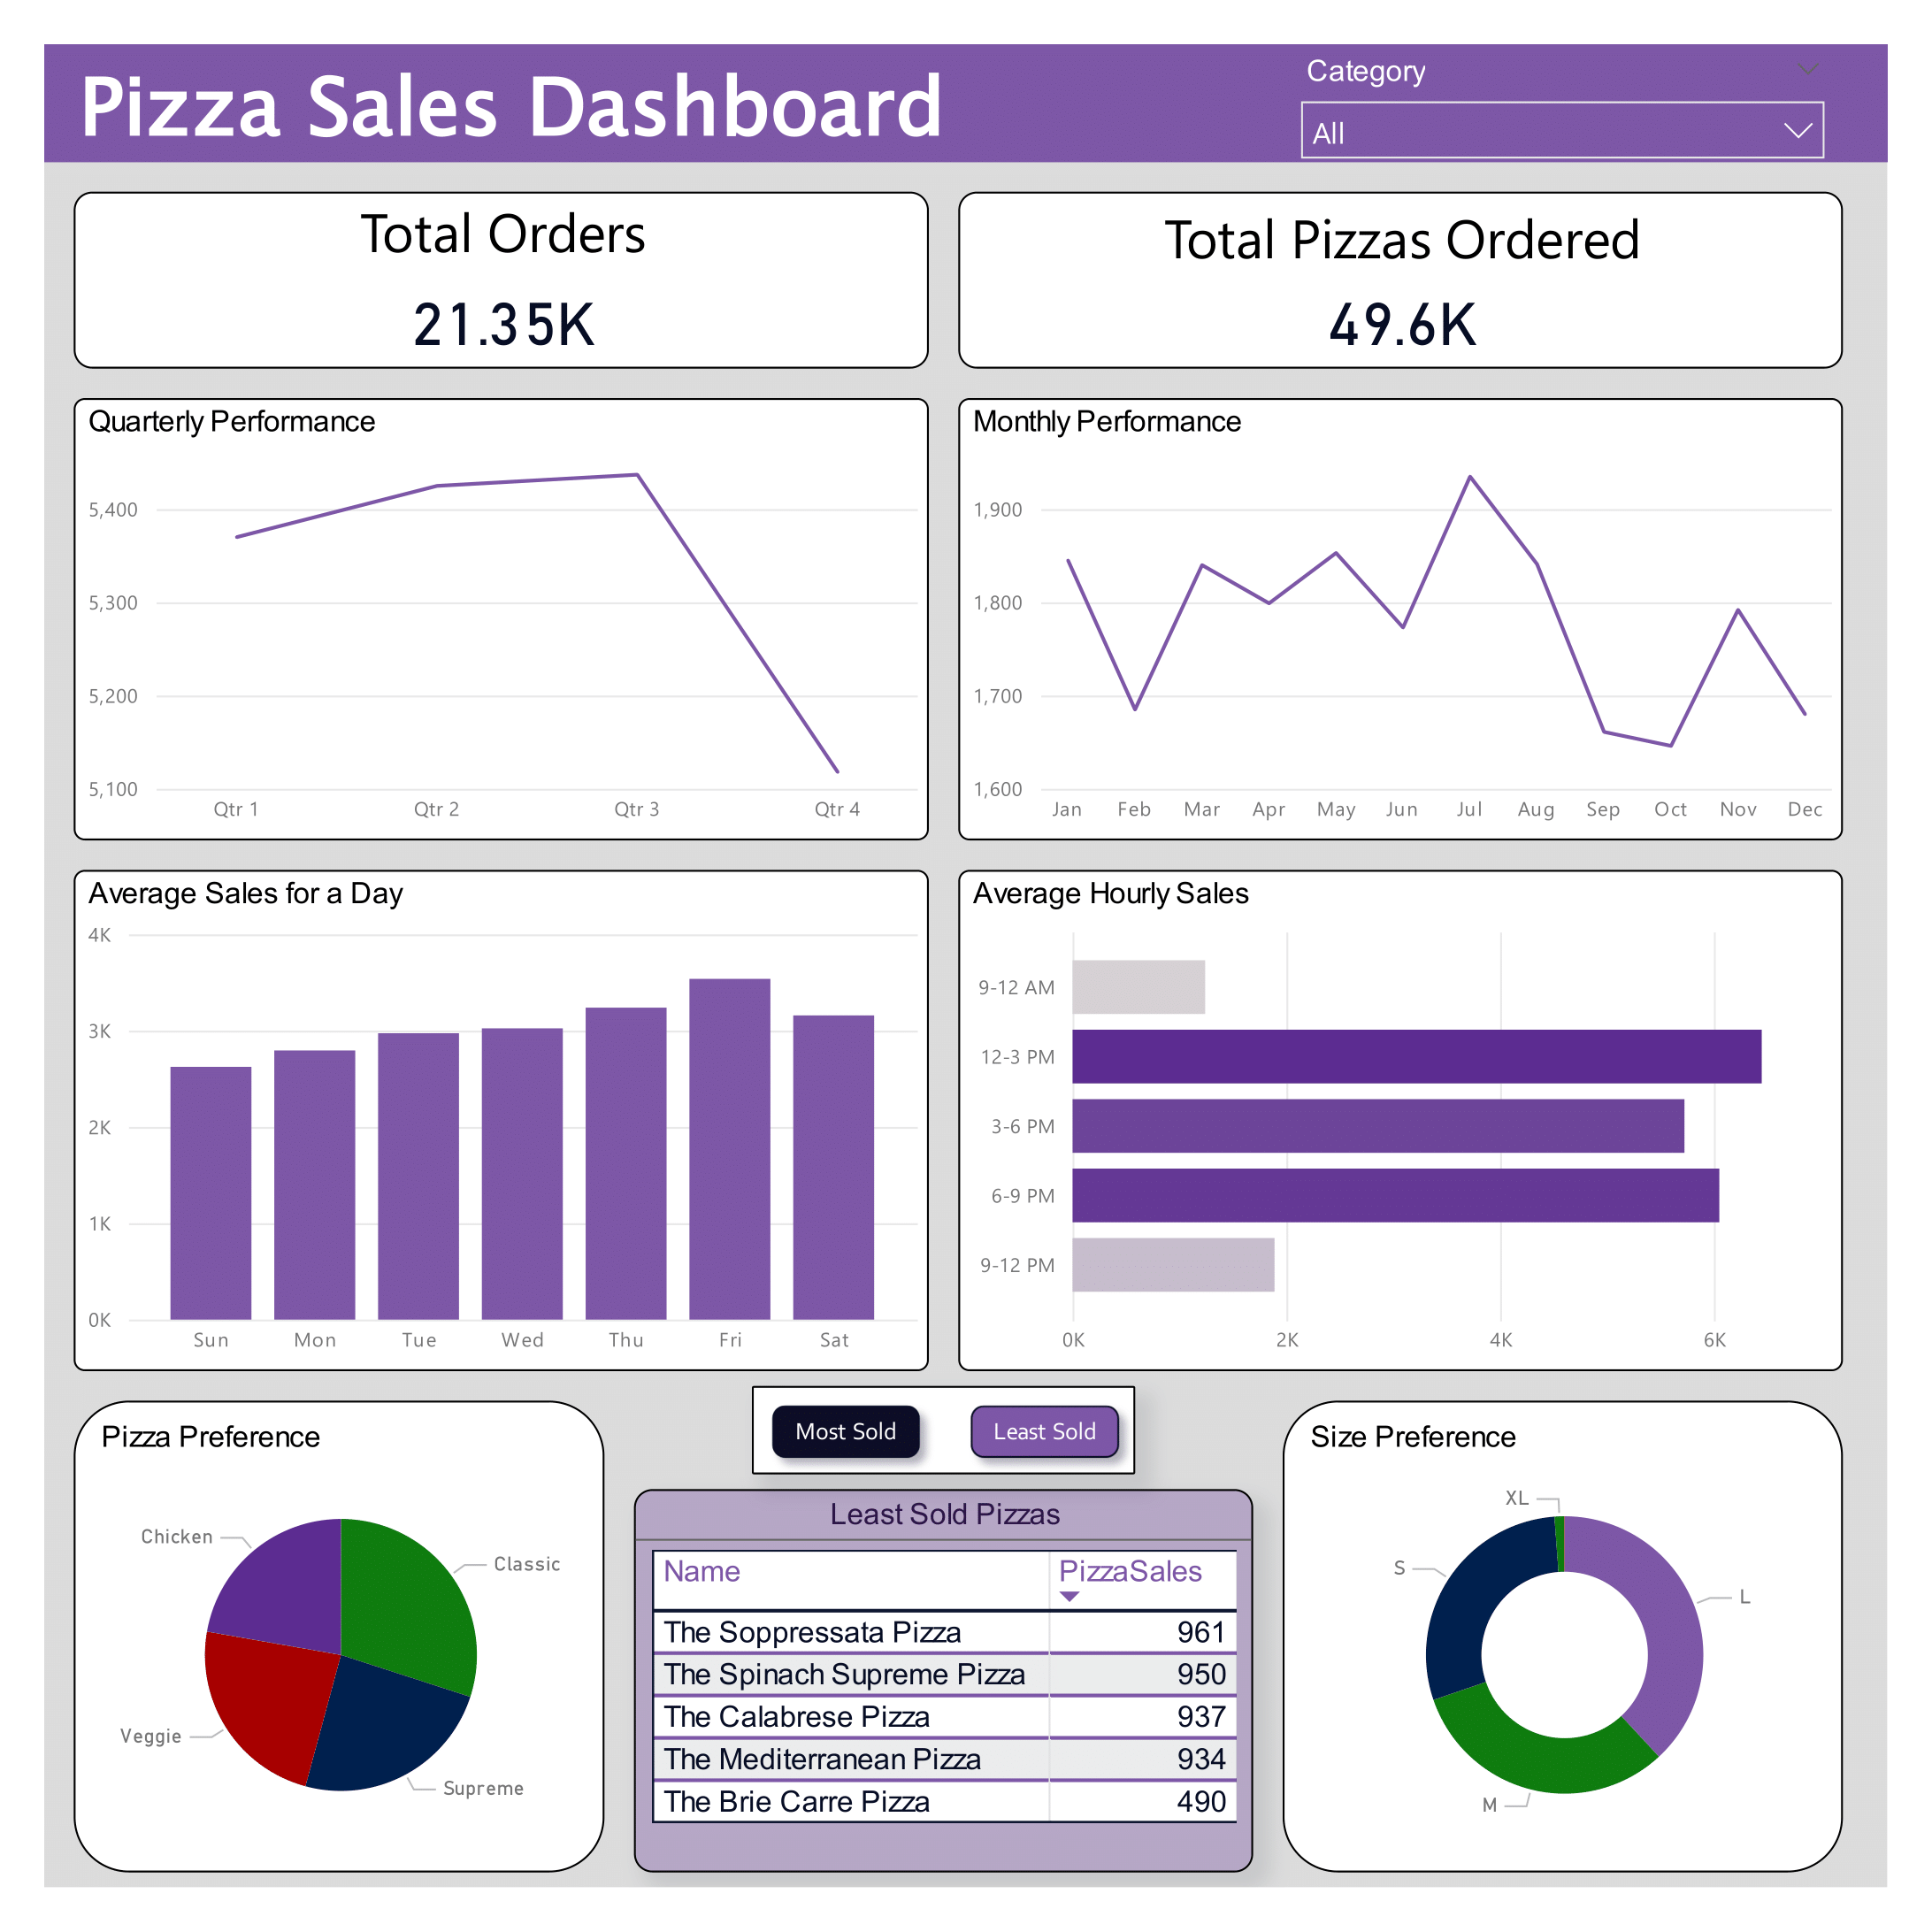 Pizza Sales Dashboard
Category
All
Total Orders
21.35K
Total Pizzas Ordered
49.6K
Quarterly Performance
5,400
5,300
5,200
5,100
Qtr 1 Qtr 2 Qtr 3 Qtr 4
Monthly Performance
1,900
1,800
1,700
1,600
Jan Feb Mar Apr May Jun Jul Aug Sep Oct Nov Dec
Average Sales for a Day
4K
3K
2K
1K
0K
Sun Mon Tue Wed Thu Fri Sat
Average Hourly Sales
9-12 AM
12-3 PM
3-6 PM
6-9 PM
9-12 PM
0K 2K 4K 6K
Pizza Preference
Chicken
Classic
Veggie
Supreme
Most Sold Least Sold
Least Sold Pizzas
Name PizzaSales
The Soppressata Pizza 961
The Spinach Supreme Pizza 950
The Calabrese Pizza 937
The Mediterranean Pizza 934
The Brie Carre Pizza 490
Size Preference
XL
S
L
M